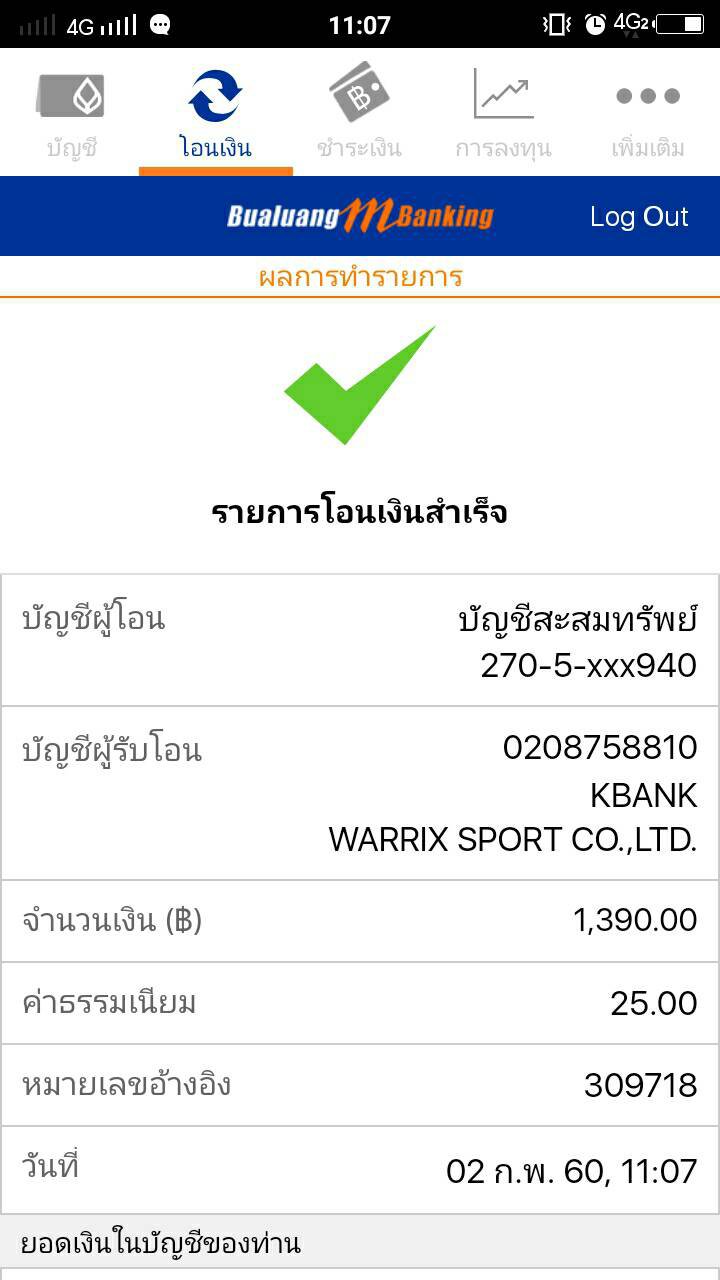 4G 11:07 4G2
บัญชี โอนเงิน ชำระเงิน การลงทุน เพิ่มเติม
Bualuang mBanking Log Out
ผลการทำรายการ
รายการโอนเงินสำเร็จ
บัญชีผู้โอน บัญชีสะสมทรัพย์
270-5-xxx940
บัญชีผู้รับโอน 0208758810
KBANK
WARRIX SPORT CO.,LTD.
จำนวนเงิน (฿) 1,390.00
ค่าธรรมเนียม 25.00
หมายเลขอ้างอิง 309718
วันที่ 02 ก.พ. 60, 11:07
ยอดเงินในบัญชีของท่าน